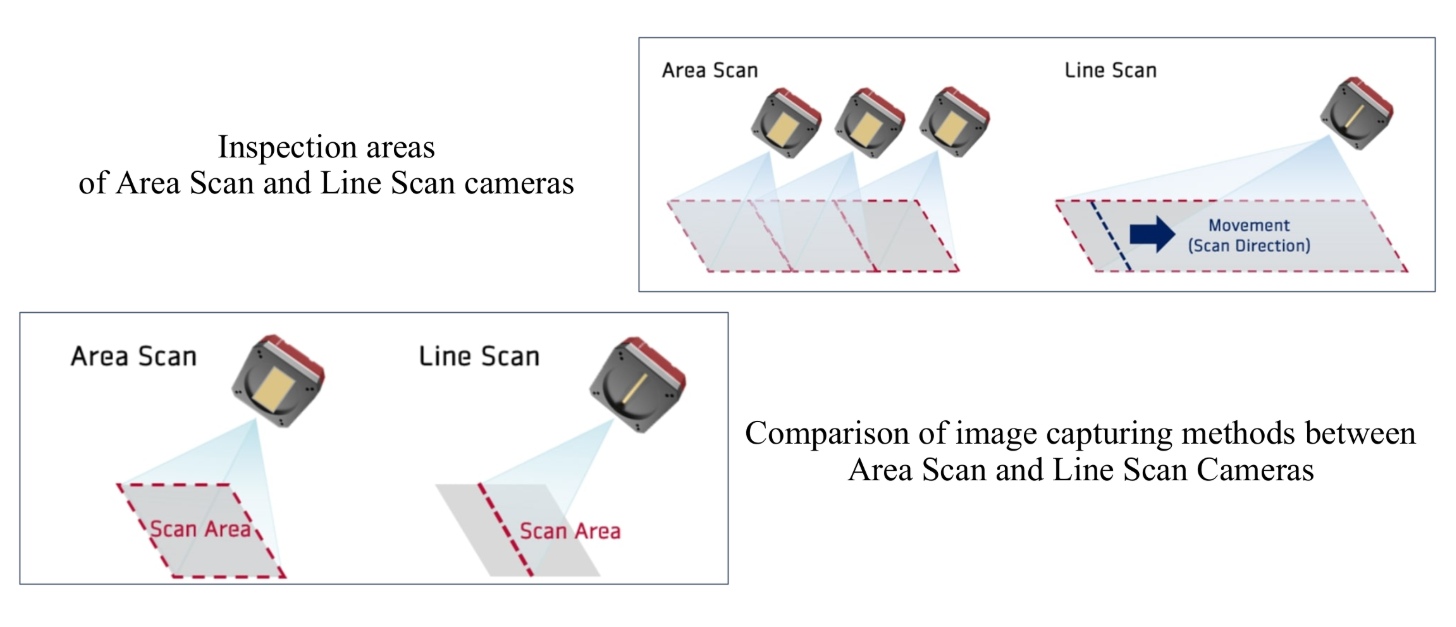 Area Scan
Line Scan
Inspection areas
of Area Scan and Line Scan cameras
Movement
(Scan Direction)
Area Scan
Line Scan
Scan Area
Scan Area
Comparison of image capturing methods between
Area Scan and Line Scan Cameras